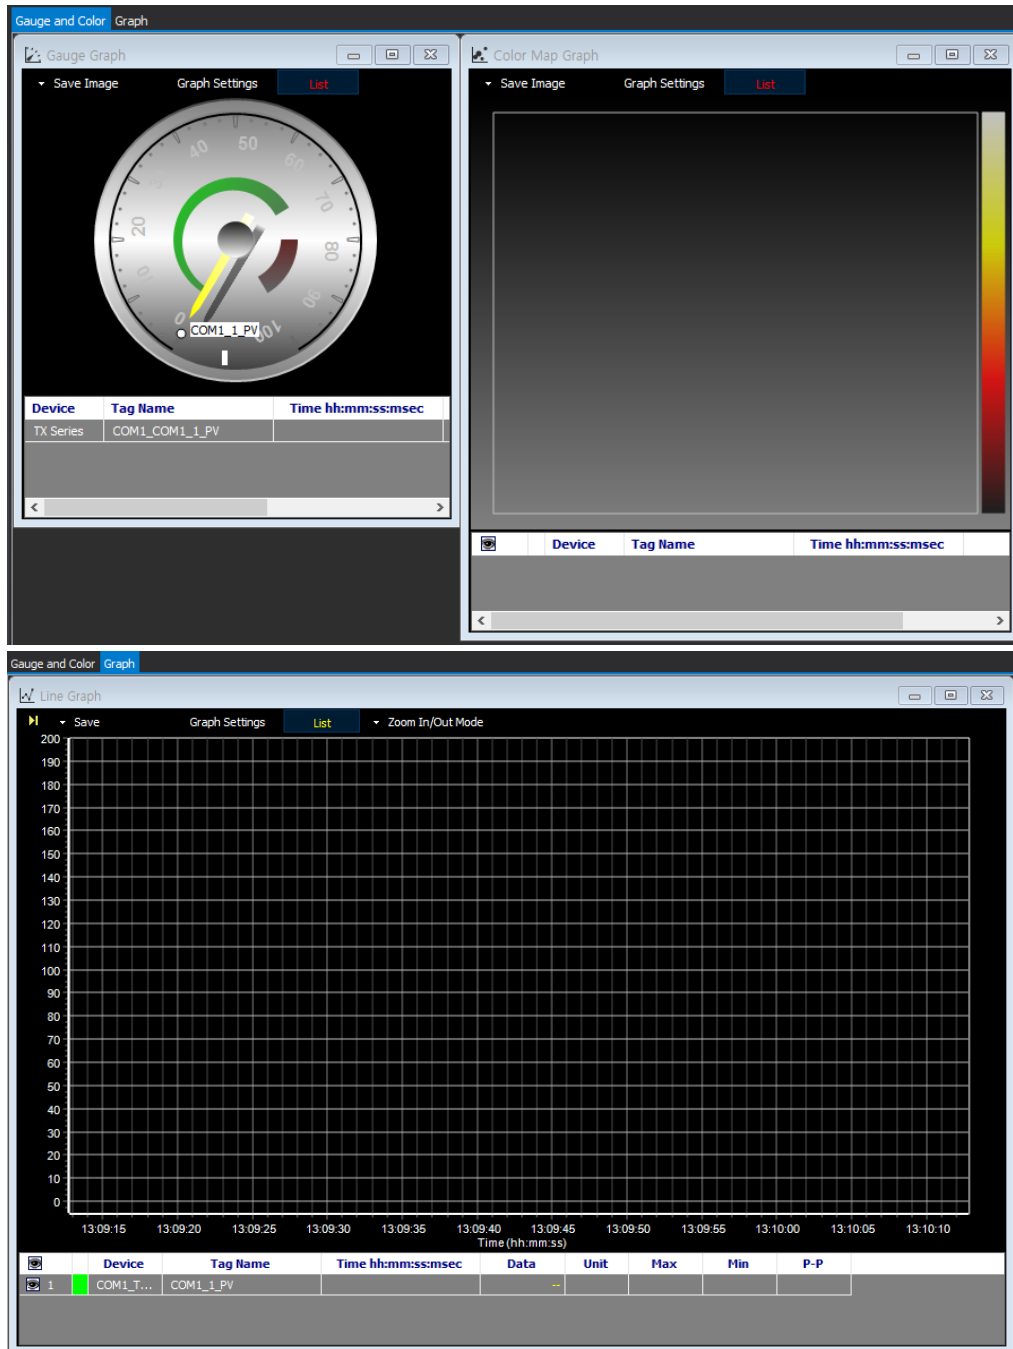 Gauge and Color Graph
Gauge Graph
Save Image Graph Settings List
0
10
20
30
40
50
60
70
80
90
100
COM1_1_PV
Device Tag Name Time hh:mm:ss:msec
TX Series COM1_COM1_1_PV
Color Map Graph
Save Image Graph Settings List
Device Tag Name Time hh:mm:ss:msec
Gauge and Color Graph
Line Graph
Save Graph Settings List Zoom In/Out Mode
200
190
180
170
160
150
140
130
120
110
100
90
80
70
60
50
40
30
20
10
0
13:09:15 13:09:20 13:09:25 13:09:30 13:09:35 13:09:40 13:09:45 13:09:50 13:09:55 13:10:00 13:10:05 13:10:10
Time(hh:mm:ss)
Device Tag Name Time hh:mm:ss:msec Data Unit Max Min P-P
1 COM1_T... COM1_1_PV --